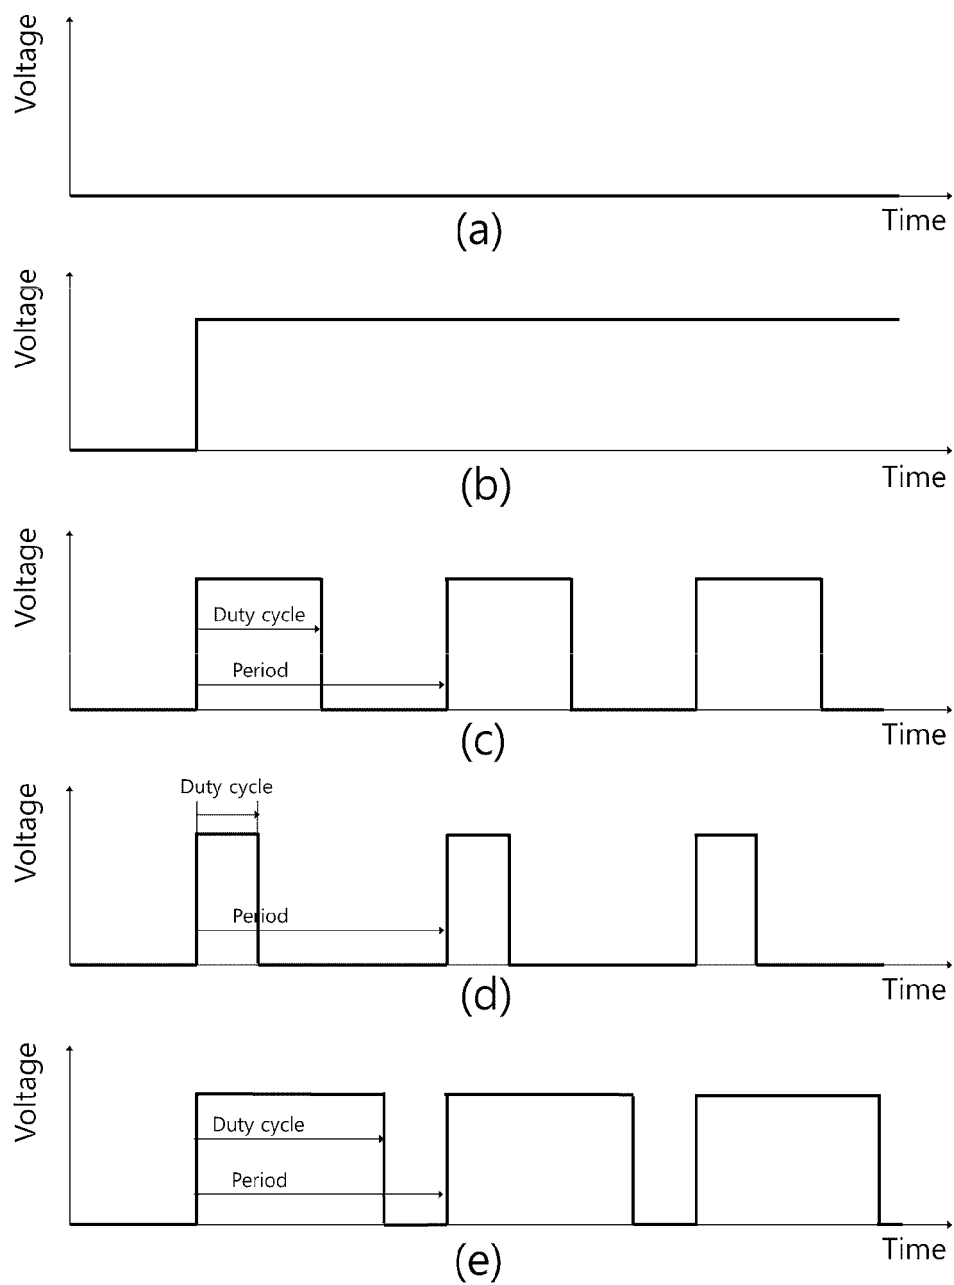 Voltage
Time
(a)
Voltage
Time
(b)
Voltage
Duty cycle
Period
Time
(c)
Duty cycle
Voltage
Period
Time
(d)
Voltage
Duty cycle
Period
Time
(e)